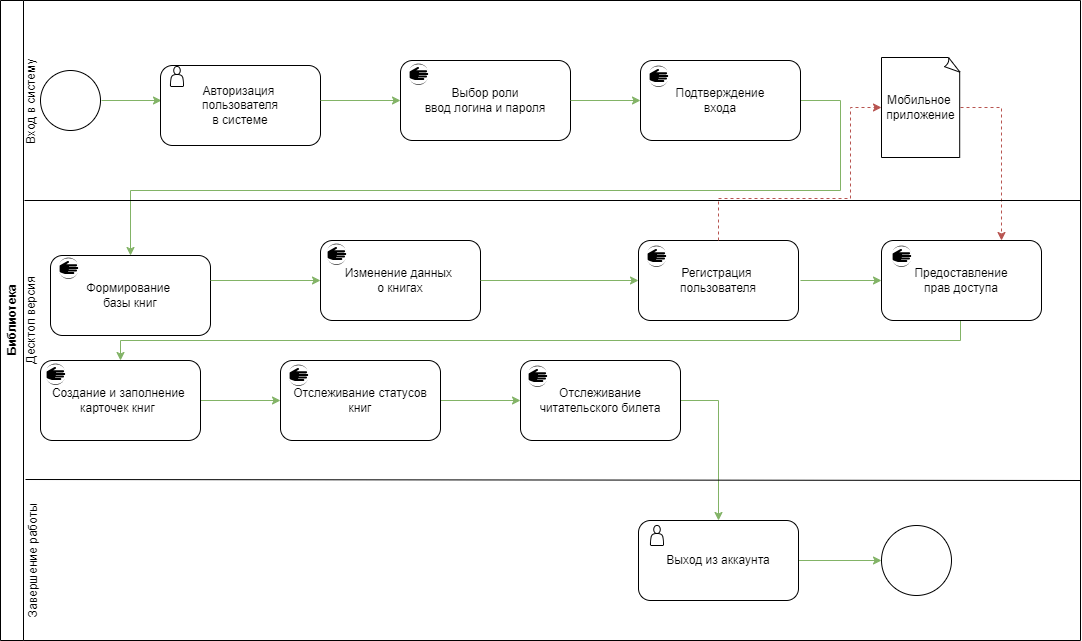 Библиотека
Вход в систему
Авторизация
пользователя
в системе
Выбор роли
ввод логина и пароля
Подтверждение
входа
Мобильное
приложение
Десктоп версия
Формирование
базы книг
Изменение данных
о книгах
Регистрация
пользователя
Предоставление
прав доступа
Создание и заполнение
карточек книг
Отслеживание статусов
книг
Отслеживание
читательского билета
Завершение работы
Выход из аккаунта